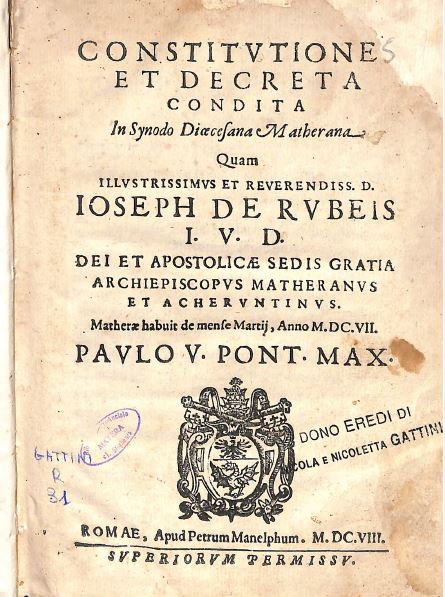 CONSTITVTIONES
ET DECRETA
CONDITA
In Synodo Diœceſana Matherana
Quam
ILLVSTRISSIMVS ET REVERENDISS. D.
IOSEPH DE RVBEIS
I. V. D.
DEI ET APOSTOLICÆ SEDIS GRATIA
ARCHIEPISCOPVS MATHERANVS
ET ACHERVNTINVS.
Matheræ habuit de menſe Martij, Anno M.DC.VII.
PAVLO V. PONT. MAX.
MATERA
GATTINI
R
31
DONO EREDI DI
COLA E NICOLETTA GATTINI
ROMAE, Apud Petrum Manelphum. M.DC.VIII.
SVPERIORVM PERMISSV.